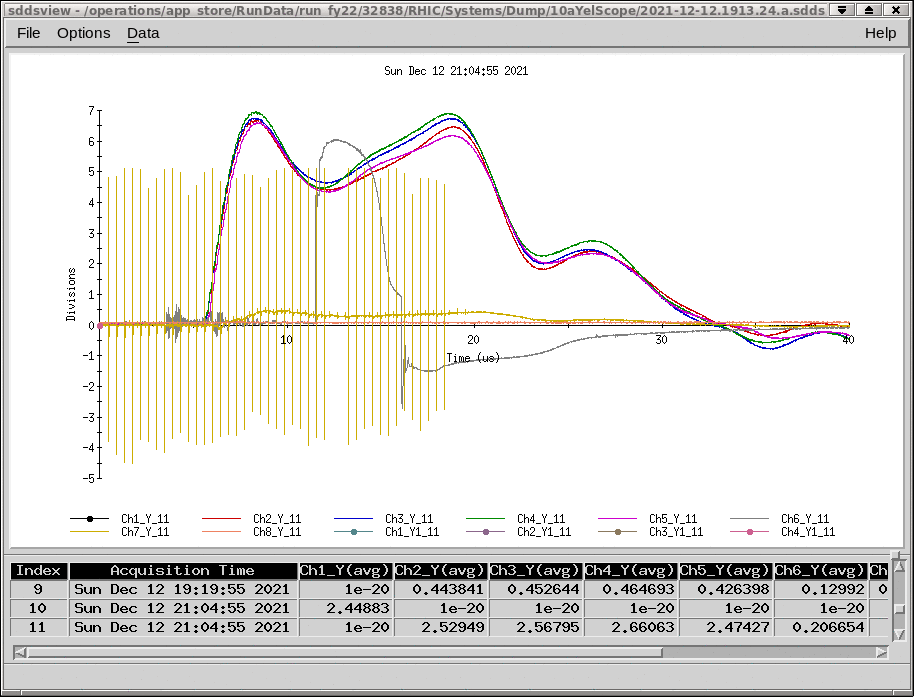 sddsview - /operations/app_store/RunData/run_fy22/32838/RHIC/Systems/Dump/10aYelScope/2021-12-12.1913.24.a.sdds
File Options Data Help
Sun Dec 12 21:04:55 2021
7
6
5
4
3
2
1
0
-1
-2
-3
-4
-5
Divisions
10 20 30 40
Time (us)
Ch1_Y_11 Ch2_Y_11 Ch3_Y_11 Ch4_Y_11 Ch5_Y_11 Ch6_Y_11
Ch7_Y_11 Ch8_Y_11 Ch1_Y1_11 Ch2_Y1_11 Ch3_Y1_11 Ch4_Y1_11
Index Acquisition Time Ch1_Y(avg) Ch2_Y(avg) Ch3_Y(avg) Ch4_Y(avg) Ch5_Y(avg) Ch6_Y(avg) Ch
9 Sun Dec 12 19:19:55 2021 1e-20 0.443841 0.452644 0.464693 0.426398 0.12992 0
10 Sun Dec 12 21:04:55 2021 2.44883 1e-20 1e-20 1e-20 1e-20 1e-20
11 Sun Dec 12 21:04:55 2021 1e-20 2.52949 2.56795 2.66063 2.47427 0.206654